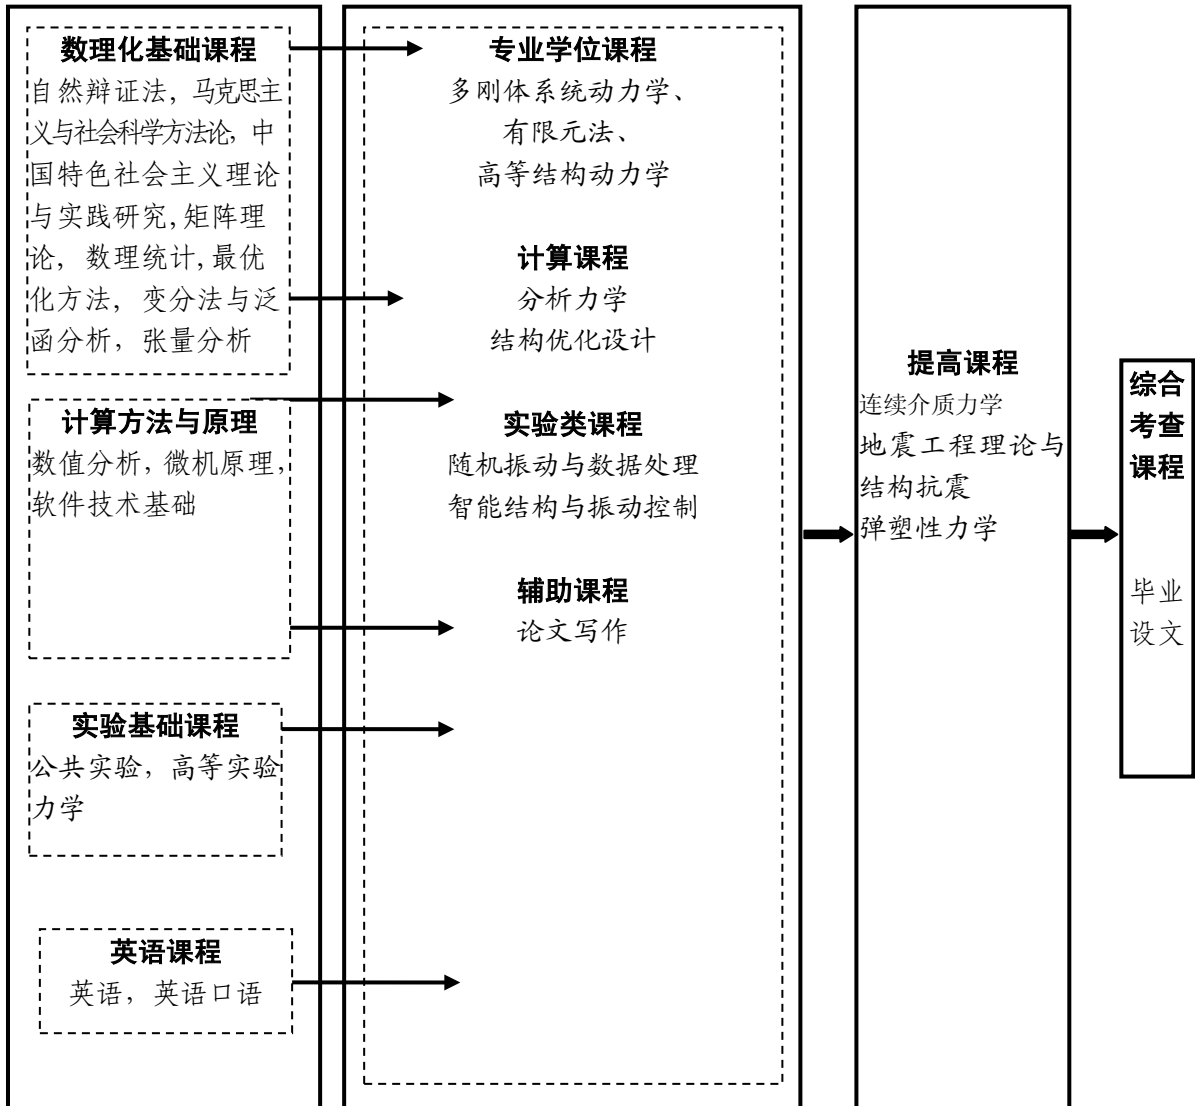 数理化基础课程
自然辩证法，马克思主
义与社会科学方法论，中
国特色社会主义理论
与实践研究，矩阵理
论，数理统计，最优
化方法，变分法与泛
函分析，张量分析
计算方法与原理
数值分析，微机原理，
软件技术基础
实验基础课程
公共实验，高等实验
力学
英语课程
英语，英语口语
专业学位课程
多刚体系统动力学、
有限元法、
高等结构动力学
计算课程
分析力学
结构优化设计
实验类课程
随机振动与数据处理
智能结构与振动控制
辅助课程
论文写作
提高课程
连续介质力学
地震工程理论与
结构抗震
弹塑性力学
综合
考查
课程
毕业
设文